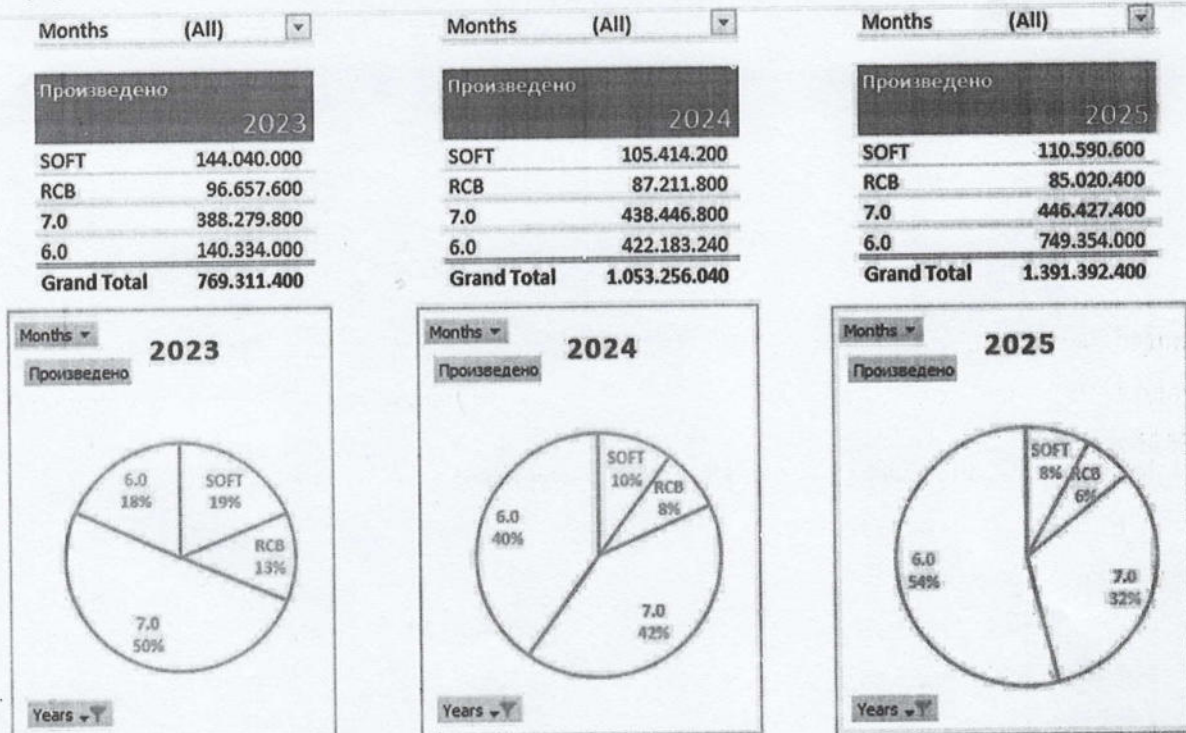 Months (All)
Произведено
2023
SOFT 144.040.000
RCB 96.657.600
7.0 388.279.800
6.0 140.334.000
Grand Total 769.311.400
Months (All)
Произведено
2024
SOFT 105.414.200
RCB 87.211.800
7.0 438.446.800
6.0 422.183.240
Grand Total 1.053.256.040
Months (All)
Произведено
2025
SOFT 110.590.600
RCB 85.020.400
7.0 446.427.400
6.0 749.354.000
Grand Total 1.391.392.400
Months
2023
Произведено
6.0
18%
SOFT
19%
RCB
13%
7.0
50%
Years
Months
2024
Произведено
SOFT
10%
RCB
8%
6.0
40%
7.0
42%
Years
Months
2025
Произведено
SOFT
8%
RCB
6%
6.0
54%
7.0
32%
Years